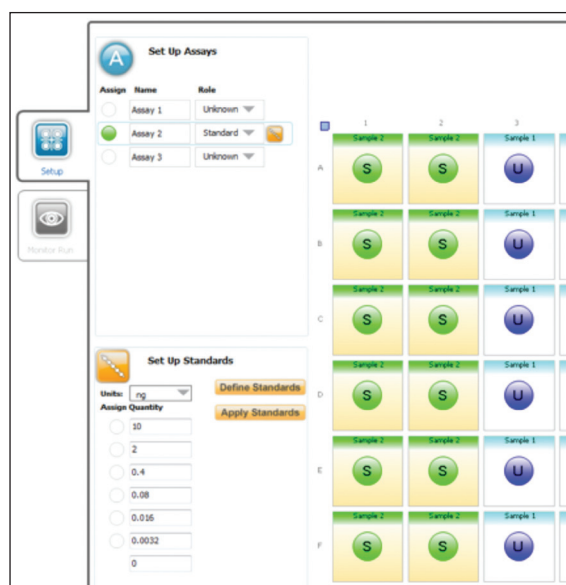 A Set Up Assays
Assign Name Role
Assay 1 Unknown
Assay 2 Standard
Assay 3 Unknown
Setup
Monitor Run
1 2 3
Sample 2 Sample 2 Sample 1
A S S U
Sample 2 Sample 2 Sample 1
B S S U
Sample 2 Sample 2 Sample 1
C S S U
Sample 2 Sample 2 Sample 1
D S S U
Sample 2 Sample 2 Sample 1
E S S U
Sample 2 Sample 2 Sample 1
F S S U
Set Up Standards
Units: ng Define Standards
Assign Quantity Apply Standards
10
2
0.4
0.08
0.016
0.0032
0